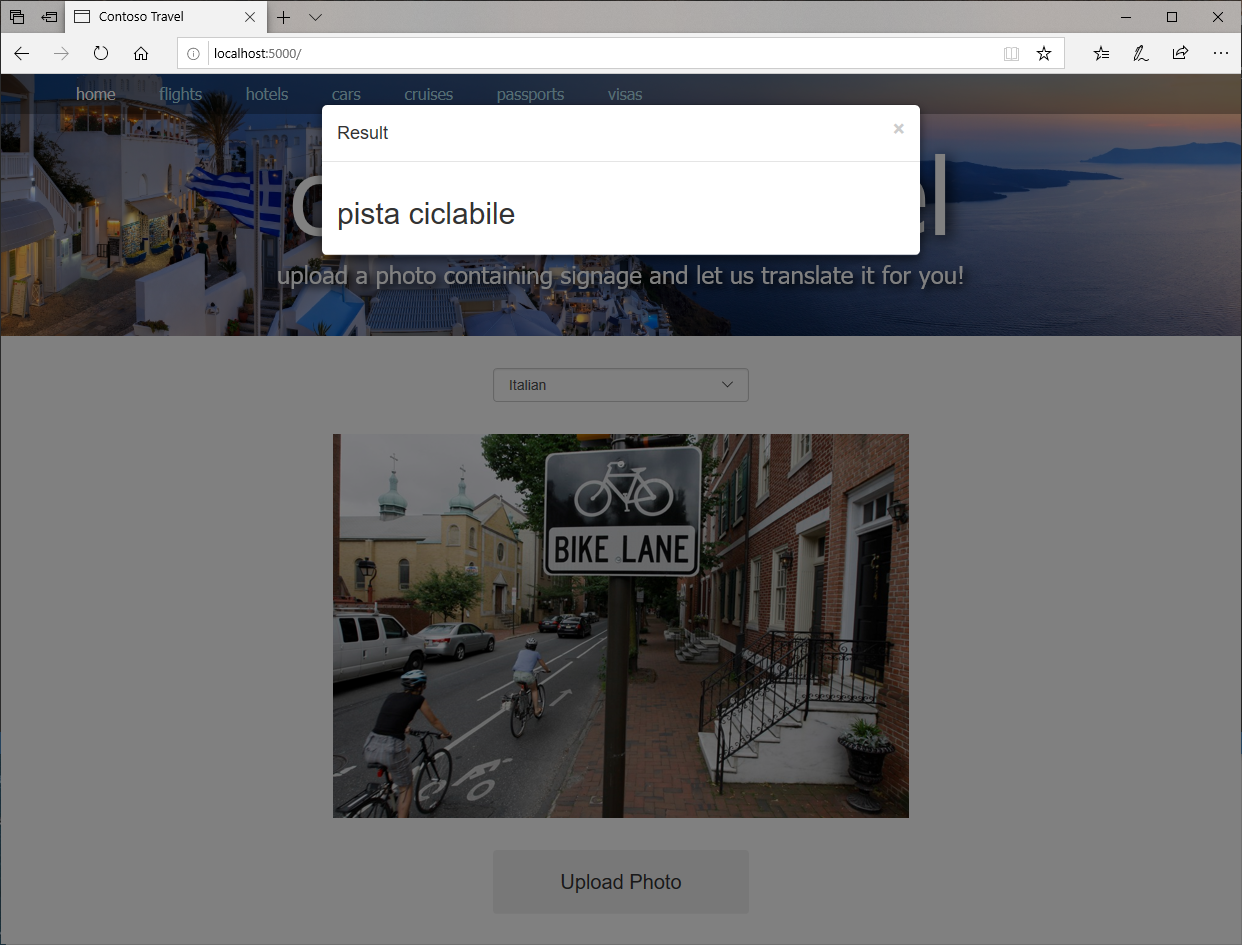 Contoso Travel
localhost:5000/
home flights hotels cars cruises passports visas
Result
×
pista ciclabile
upload a photo containing signage and let us translate it for you!
Italian
BIKE LANE
Upload Photo